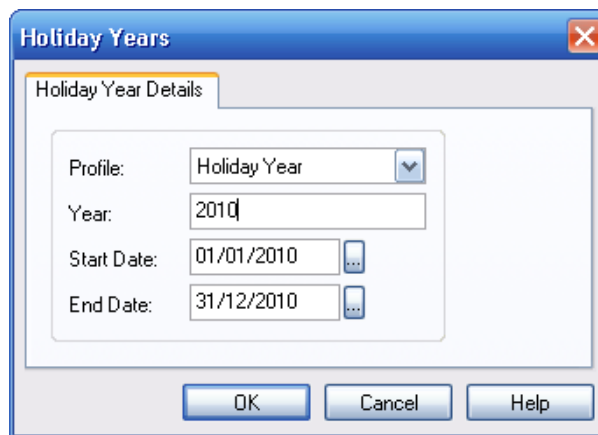 Holiday Years
Holiday Year Details
Profile: Holiday Year
Year: 2010
Start Date: 01/01/2010 ...
End Date: 31/12/2010 ...
OK Cancel Help